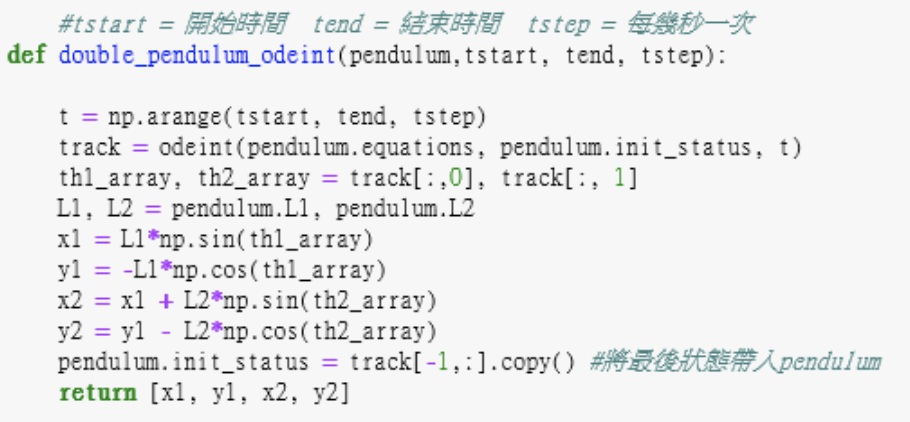 #tstart = 開始時間  tend = 結束時間  tstep = 每幾秒一次
def double_pendulum_odeint(pendulum,tstart, tend, tstep):
t = np.arange(tstart, tend, tstep)
track = odeint(pendulum.equations, pendulum.init_status, t)
th1_array, th2_array = track[:,0], track[:, 1]
L1, L2 = pendulum.L1, pendulum.L2
x1 = L1*np.sin(th1_array)
y1 = -L1*np.cos(th1_array)
x2 = x1 + L2*np.sin(th2_array)
y2 = y1 - L2*np.cos(th2_array)
pendulum.init_status = track[-1,:].copy() #將最後狀態帶入pendulum
return [x1, y1, x2, y2]